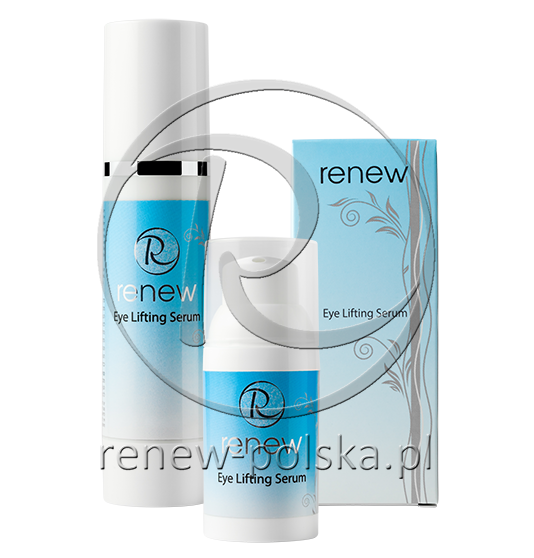 R
renew
Eye Lifting Serum
renew
Eye Lifting Serum
R
renew
Eye Lifting Serum
renew-polska.pl